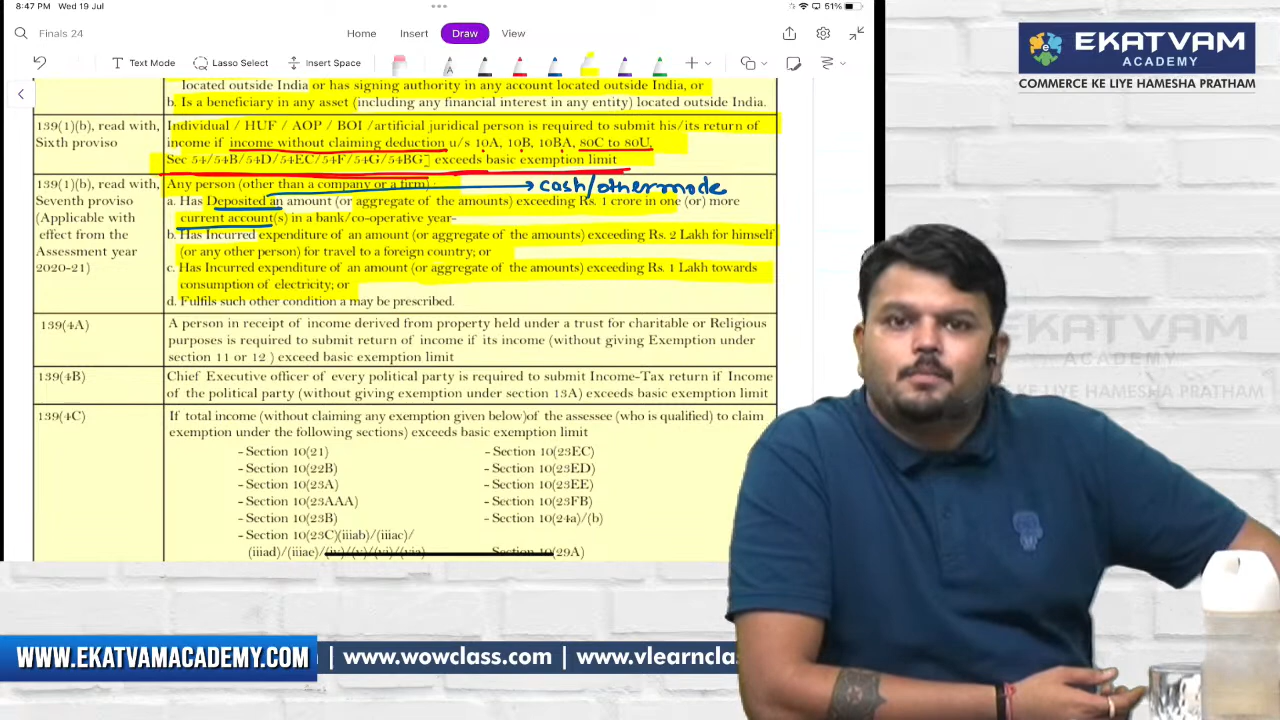 8:47 PM Wed 19 Jul
51%
Finals 24
Home Insert Draw View
Text Mode Lasso Select Insert Space
EKATVAM
ACADEMY
COMMERCE KE LIYE HAMESHA PRATHAM
located outside India or has signing authority in any account located outside India, or
b. Is a beneficiary in any asset (including any financial interest in any entity) located outside India.
139(1)(b), read with, Sixth proviso
Individual / HUF / AOP / BOI /artificial juridical person is required to submit his/its return of
income if income without claiming deduction u/s 10A, 10B, 10BA, 80C to 80U,
Sec 54/54B/54D/54EC/54F/54G/54BG] exceeds basic exemption limit
139(1)(b), read with,
Seventh proviso
(Applicable with
effect from the
Assessment year
2020-21)
Any person (other than a company or a firm) :
cash/other mode
a. Has Deposited an amount (or aggregate of the amounts) exceeding Rs. 1 crore in one (or) more
current account(s) in a bank/co-operative year-
b. Has Incurred expenditure of an amount (or aggregate of the amounts) exceeding Rs. 2 Lakh for himself
(or any other person) for travel to a foreign country; or
c. Has Incurred expenditure of an amount (or aggregate of the amounts) exceeding Rs. 1 Lakh towards
consumption of electricity; or
d. Fulfils such other condition a may be prescribed.
139(4A)
A person in receipt of income derived from property held under a trust for charitable or Religious
purposes is required to submit return of income if its income (without giving Exemption under
section 11 or 12 ) exceed basic exemption limit
139(4B)
Chief Executive officer of every political party is required to submit Income-Tax return if Income
of the political party (without giving exemption under section 13A) exceeds basic exemption limit
139(4C)
If total income (without claiming any exemption given below)of the assessee (who is qualified) to claim
exemption under the following sections) exceeds basic exemption limit
- Section 10(21)
- Section 10(22B)
- Section 10(23A)
- Section 10(23AAA)
- Section 10(23B)
- Section 10(23C)(iiiab)/(iiiac)/
(iiiad)/(iiiae)/(iv)/(v)/(vi)/(via)
- Section 10(23EC)
- Section 10(23ED)
- Section 10(23EE)
- Section 10(23FB)
- Section 10(24a)/(b)
Section 10(29A)
EKATVAM
ACADEMY
KE LIYE HAMESHA PRATHAM
WWW.EKATVAMACADEMY.COM
| www.wowclass.com | www.vlearncla